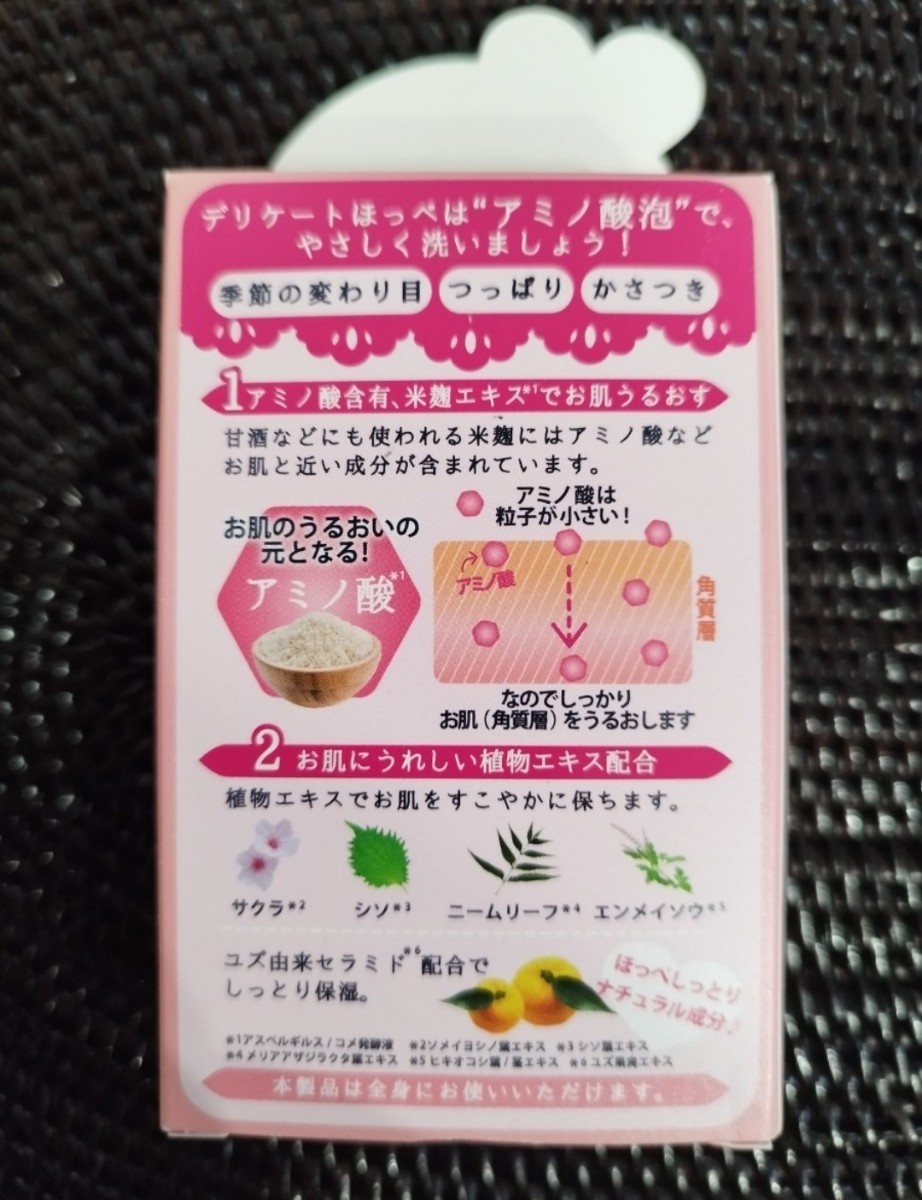 デリケートほっぺは“アミノ酸泡”で、
やさしく洗いましょう！
季節の変わり目 つっぱり かさつき
1 アミノ酸含有、米麹エキス※1でお肌うるおす
甘酒などにも使われる米麹にはアミノ酸など
お肌と近い成分が含まれています。
お肌のうるおいの
元となる！
アミノ酸※1
アミノ酸は
粒子が小さい！
アミノ酸
角質層
なのでしっかり
お肌（角質層）をうるおします
2 お肌にうれしい植物エキス配合
植物エキスでお肌をすこやかに保ちます。
サクラ※2 シソ※3 ニームリーフ※4 エンメイソウ※5
ユズ由来セラミド※6配合で
しっとり保湿。
ほっぺしっとり
ナチュラル成分♪
※1アスペルギルス/コメ発酵液 ※2ソメイヨシノ葉エキス ※3シソ葉エキス
※4メリアアザジラクタ葉エキス ※5ヒキオコシ葉/茎エキス ※6ユズ果実エキス
本製品は全身にお使いいただけます。